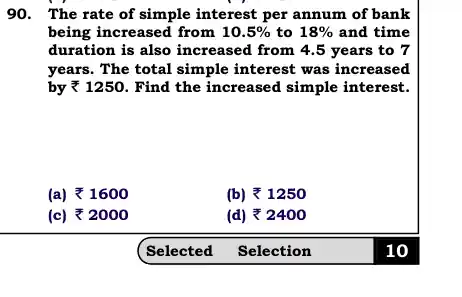 90. The rate of simple interest per annum of bank
being increased from 10.5% to 18% and time
duration is also increased from 4.5 years to 7
years. The total simple interest was increased
by ₹ 1250. Find the increased simple interest.
(a) ₹ 1600 (b) ₹ 1250
(c) ₹ 2000 (d) ₹ 2400
Selected Selection 10